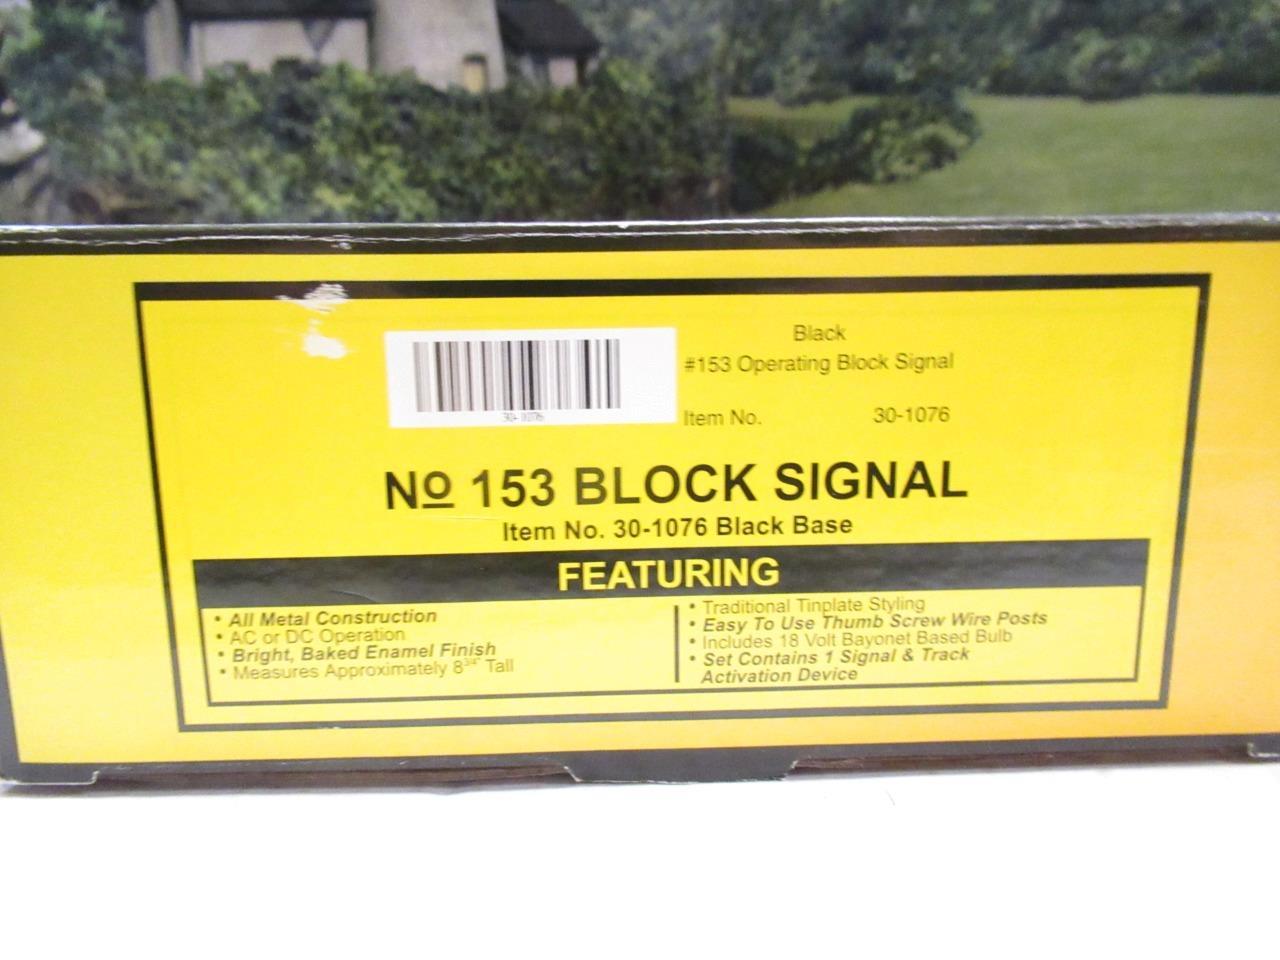 Black
#153 Operating Block Signal
30-1076
Item No. 30-1076
No 153 BLOCK SIGNAL
Item No. 30-1076 Black Base
FEATURING
• All Metal Construction
• AC or DC Operation
• Bright, Baked Enamel Finish
• Measures Approximately 8 3/4" Tall
• Traditional Tinplate Styling
• Easy To Use Thumb Screw Wire Posts
• Includes 18 Volt Bayonet Based Bulb
• Set Contains 1 Signal & Track
Activation Device